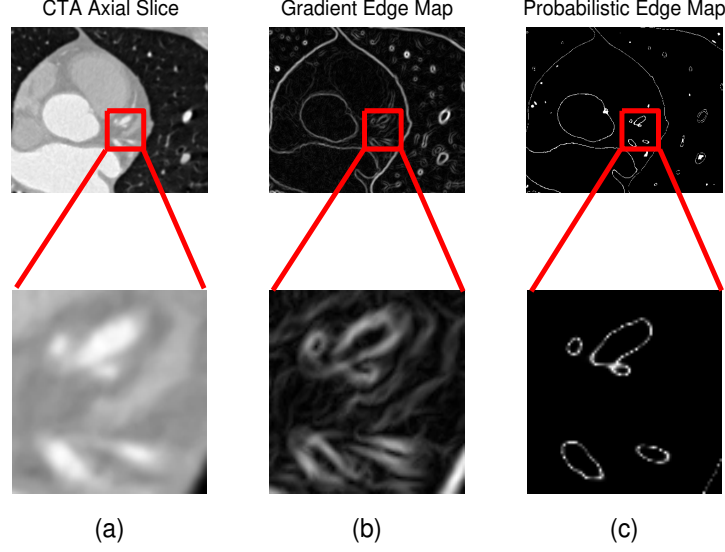 CTA Axial Slice
Gradient Edge Map
Probabilistic Edge Map
(a)
(b)
(c)